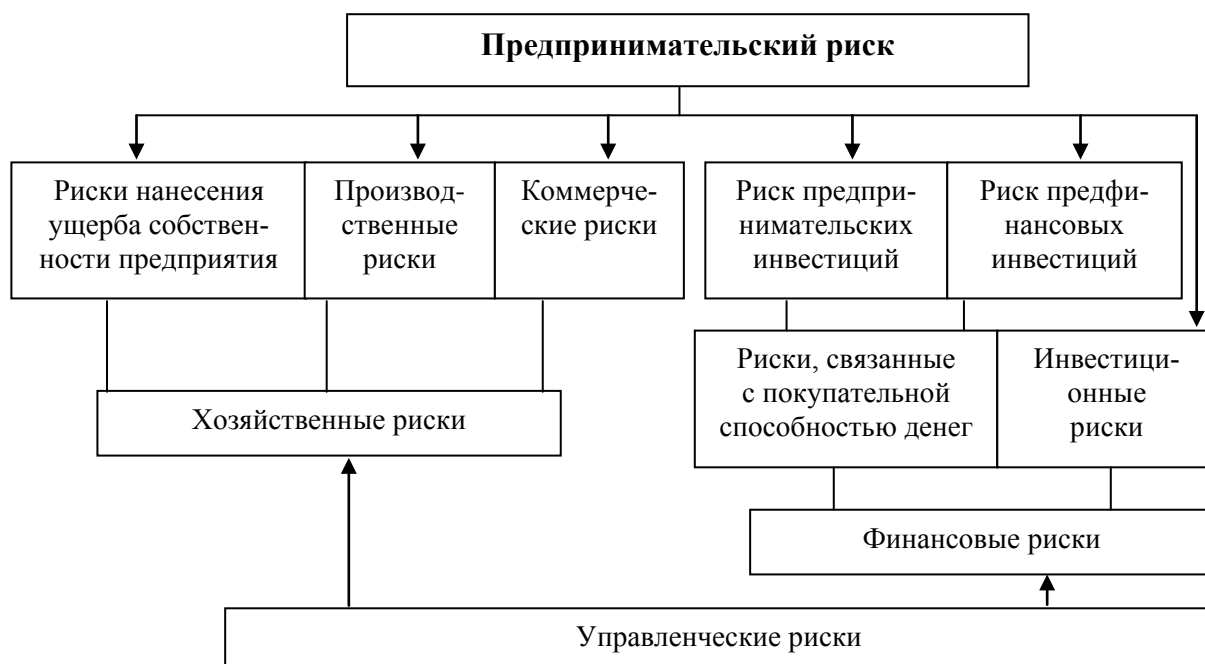 Предпринимательский риск
Риски нанесения
ущерба собствен-
ности предприятия
Производ-
ственные
риски
Коммерче-
ские риски
Риск предпри-
нимательских
инвестиций
Риск предфи-
нансовых
инвестиций
Риски, связанные
с покупательной
способностью денег
Инвестици-
онные
риски
Хозяйственные риски
Финансовые риски
Управленческие риски